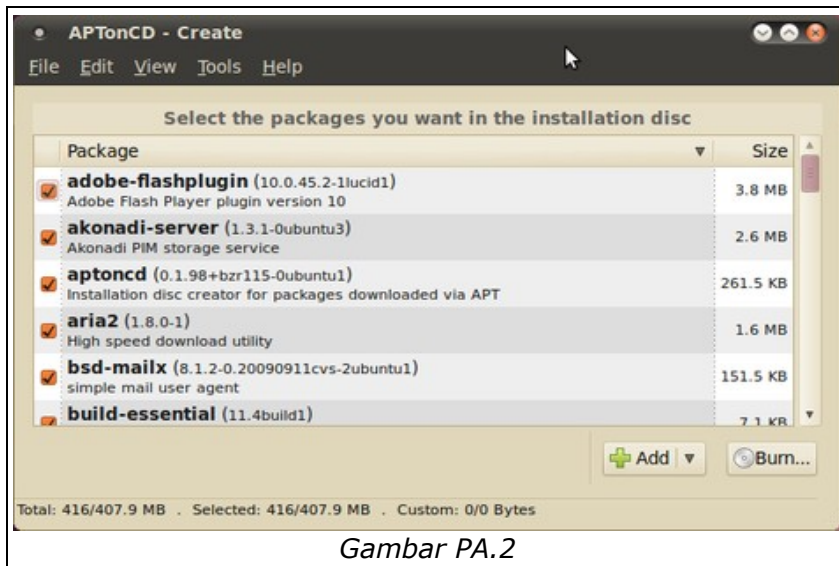 APTonCD - Create
File Edit View Tools Help
Select the packages you want in the installation disc
Package Size
adobe-flashplugin (10.0.45.2-1lucid1) 3.8 MB
Adobe Flash Player plugin version 10
akonadi-server (1.3.1-0ubuntu3) 2.6 MB
Akonadi PIM storage service
aptoncd (0.1.98+bzr115-0ubuntu1) 261.5 KB
Installation disc creator for packages downloaded via APT
aria2 (1.8.0-1) 1.6 MB
High speed download utility
bsd-mailx (8.1.2-0.20090911cvs-2ubuntu1) 151.5 KB
simple mail user agent
build-essential (11.4build1) 7.1 KB
Add Burn...
Total: 416/407.9 MB . Selected: 416/407.9 MB . Custom: 0/0 Bytes
Gambar PA.2